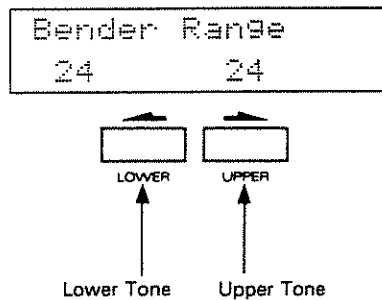 Bender Range
24 24
LOWER UPPER
Lower Tone Upper Tone